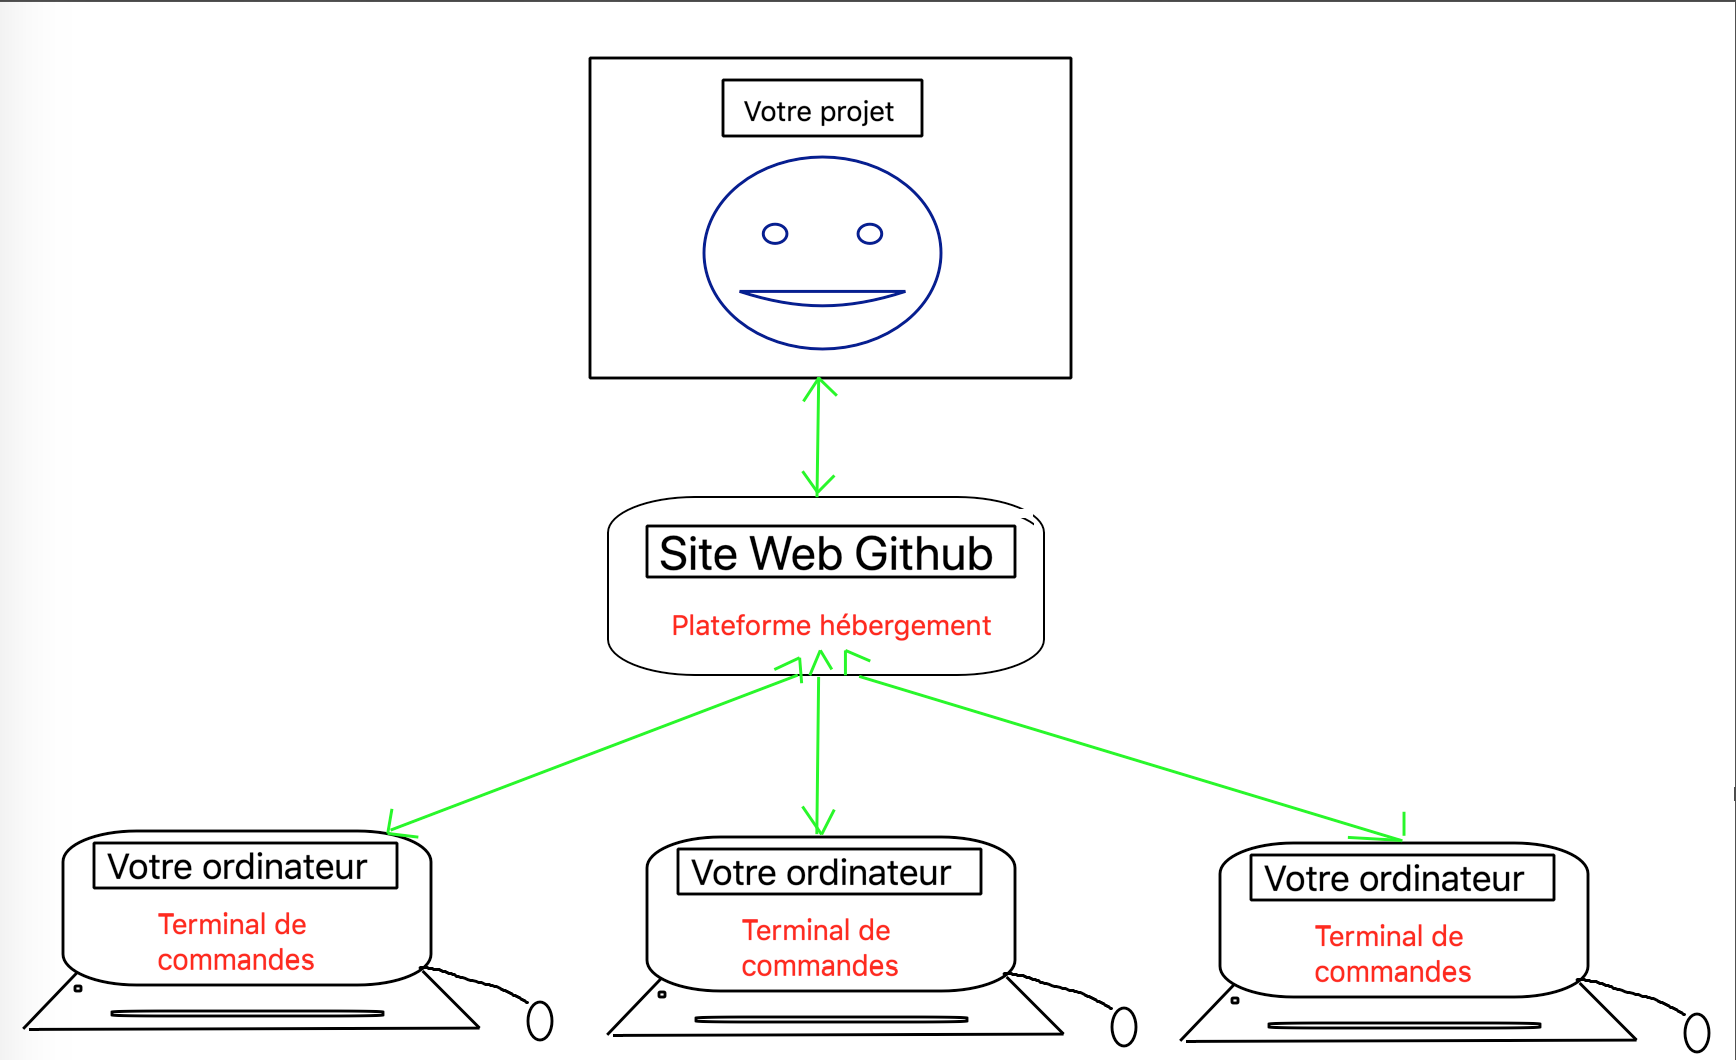 Votre projet
Site Web Github
Plateforme hébergement
Votre ordinateur
Terminal de
commandes
Votre ordinateur
Terminal de
commandes
Votre ordinateur
Terminal de
commandes